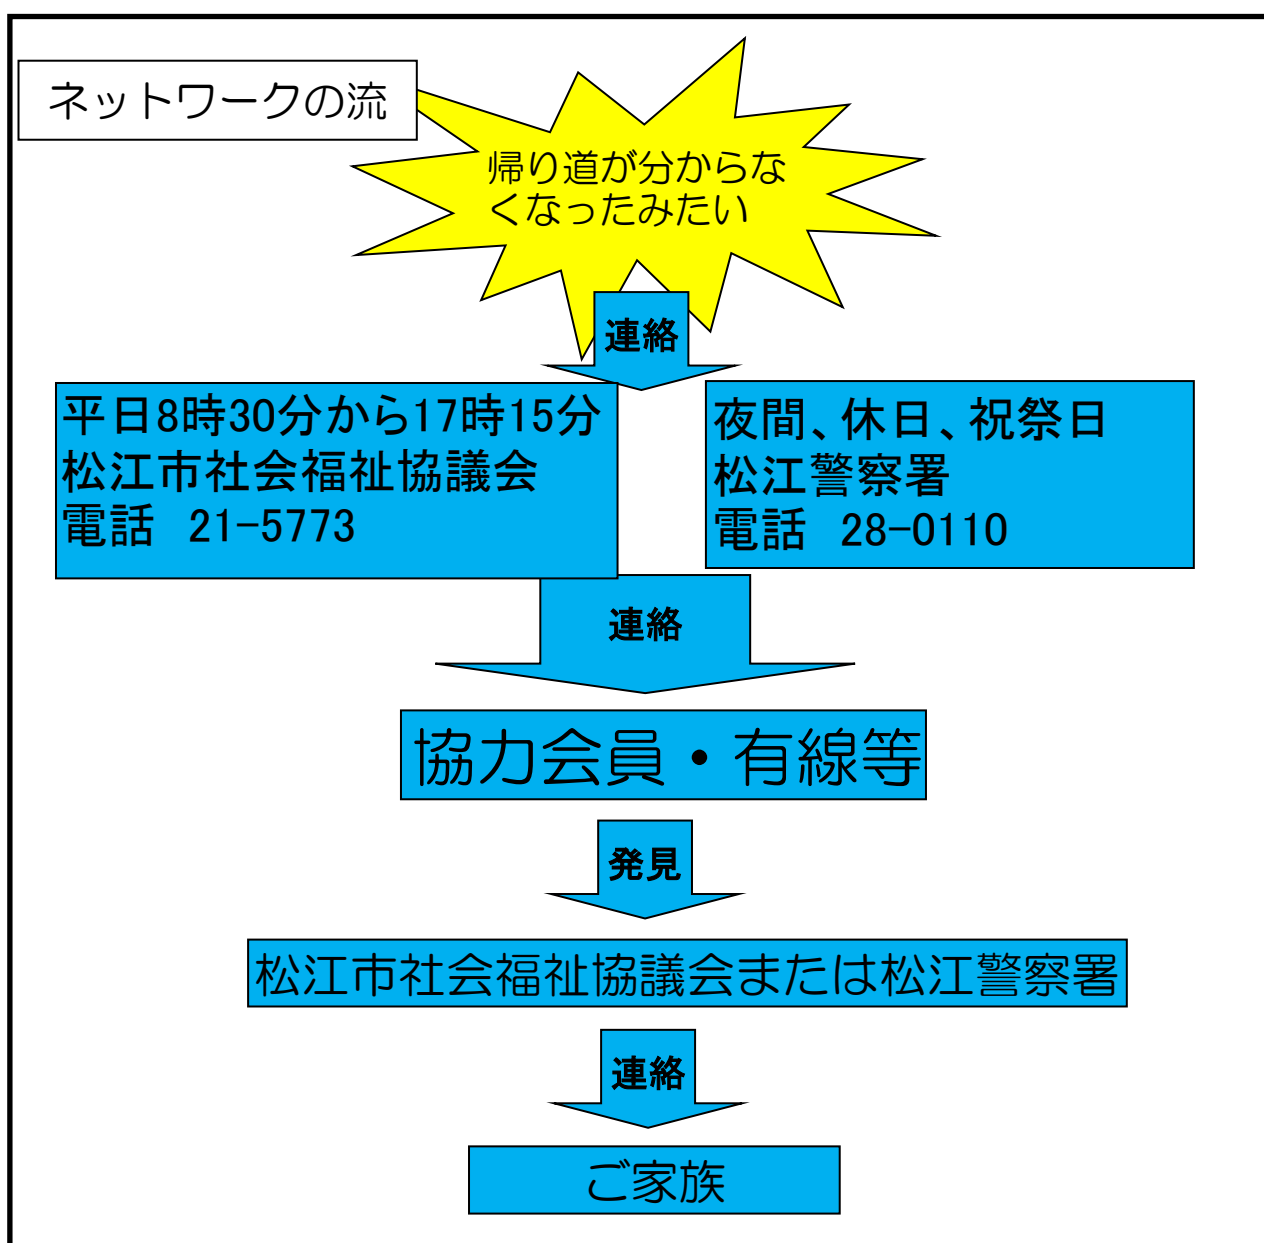 ネットワークの流
帰り道が分からな
くなったみたい
連絡
平日8時30分から17時15分
松江市社会福祉協議会
電話　21-5773
夜間、休日、祝祭日
松江警察署
電話　28-0110
連絡
協力会員・有線等
発見
松江市社会福祉協議会または松江警察署
連絡
ご家族